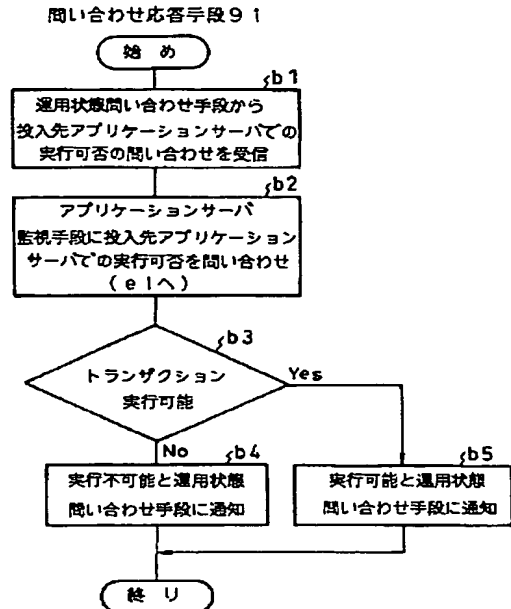 問い合わせ応答手段91
始め
b1
運用状態問い合わせ手段から
投入先アプリケーションサーバでの
実行可否の問い合わせを受信
b2
アプリケーションサーバ
監視手段に投入先アプリケーション
サーバでの実行可否を問い合わせ
(e1へ)
b3
トランザクション
実行可能
Yes
No
b4
実行不可能と運用状態
問い合わせ手段に通知
b5
実行可能と運用状態
問い合わせ手段に通知
終り